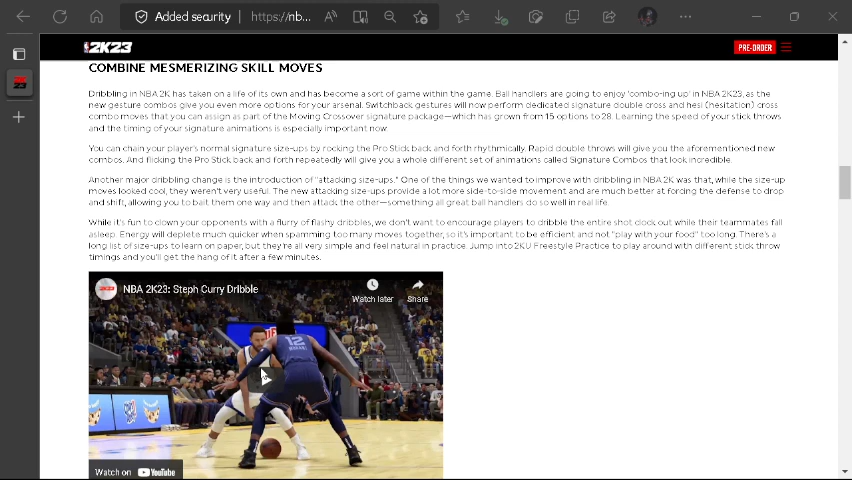 Added security
https://nb...
2K23
PRE-ORDER
COMBINE MESMERIZING SKILL MOVES
Dribbling in NBA 2K has taken on a life of its own and has become a sort of game within the game. Ball handlers are going to enjoy 'combo-ing up' in NBA 2K23, as the
new gesture combos give you even more options for your arsenal. Switchback gestures will now perform dedicated signature double cross and hesi (hesitation) cross
combo moves that you can assign as part of the Moving Crossover signature package—which has grown from 15 options to 28. Learning the speed of your stick throws
and the timing of your signature animations is especially important now.
You can chain your player's normal signature size-ups by rocking the Pro Stick back and forth rhythmically. Rapid double throws will give you the aforementioned new
combos. And flicking the Pro Stick back and forth repeatedly will give you a whole different set of animations called Signature Combos that look incredible.
Another major dribbling change is the introduction of "attacking size-ups." One of the things we wanted to improve with dribbling in NBA 2K was that, while the size-up
moves looked cool, they weren't very useful. The new attacking size-ups provide a lot more side-to-side movement and are much better at forcing the defense to drop
and shift, allowing you to bait them one way and then attack the other—something all great ball handlers do so well in real life.
While it's fun to clown your opponents with a flurry of flashy dribbles, we don't want to encourage players to dribble the entire shot clock out while their teammates fall
asleep. Energy will deplete much quicker when spamming too many moves together, so it's important to be efficient and not "play with your food" too long. There's a
long list of size-ups to learn on paper, but they're all very simple and feel natural in practice. Jump into 2KU Freestyle Practice to play around with different stick throw
timings and you'll get the hang of it after a few minutes.
NBA 2K23: Steph Curry Dribble
Watch later
Share
12
Watch on YouTube